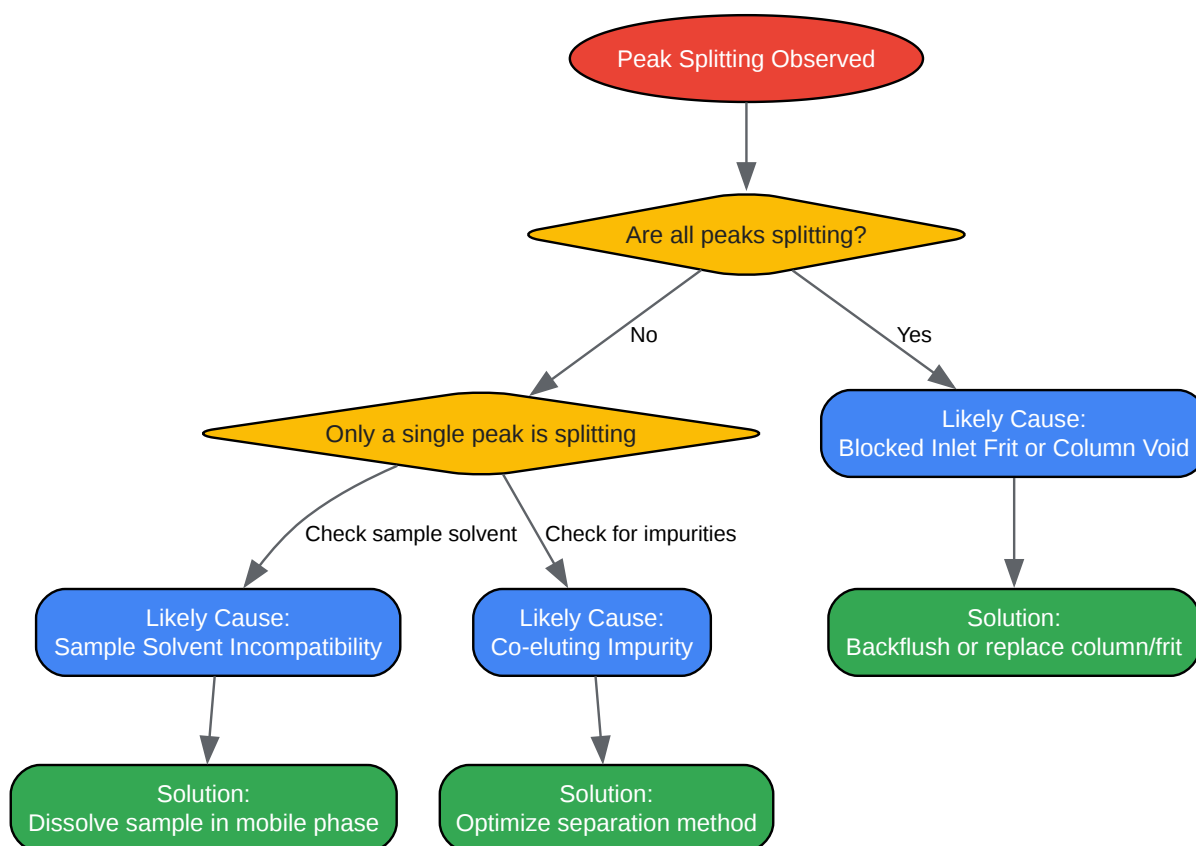 Peak Splitting Observed
Are all peaks splitting?
No
Yes
Only a single peak is splitting
Likely Cause:
Blocked Inlet Frit or Column Void
Check sample solvent
Check for impurities
Likely Cause:
Sample Solvent Incompatibility
Likely Cause:
Co-eluting Impurity
Solution:
Backflush or replace column/frit
Solution:
Dissolve sample in mobile phase
Solution:
Optimize separation method